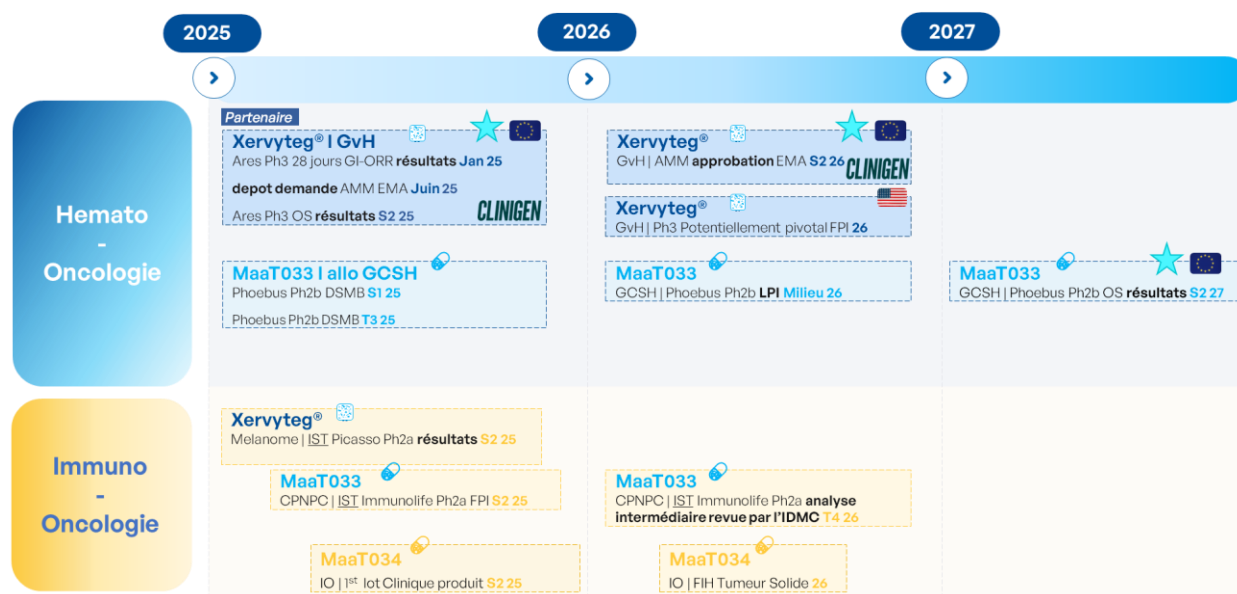 2025
2026
2027
Hemato
-
Oncologie
Partenaire
Xervyteg® I GvH
Ares Ph3 28 jours GI-ORR résultats Jan 25
depot demande AMM EMA Juin 25
Ares Ph3 OS résultats S2 25
CLINIGEN
MaaT033 I allo GCSH
Phoebus Ph2b DSMB S1 25
Phoebus Ph2b DSMB T3 25
Xervyteg®
GvH | AMM approbation EMA S2 26
CLINIGEN
Xervyteg®
GvH | Ph3 Potentiellement pivotal FPI 26
MaaT033
GCSH | Phoebus Ph2b LPI Milieu 26
MaaT033
GCSH | Phoebus Ph2b OS résultats S2 27
Immuno
-
Oncologie
Xervyteg®
Melanome | IST Picasso Ph2a résultats S2 25
MaaT033
CPNPC | IST Immunolife Ph2a FPI S2 25
MaaT034
IO | 1st lot Clinique produit S2 25
MaaT033
CPNPC | IST Immunolife Ph2a analyse
intermédiaire revue par l'IDMC T4 26
MaaT034
IO | FIH Tumeur Solide 26